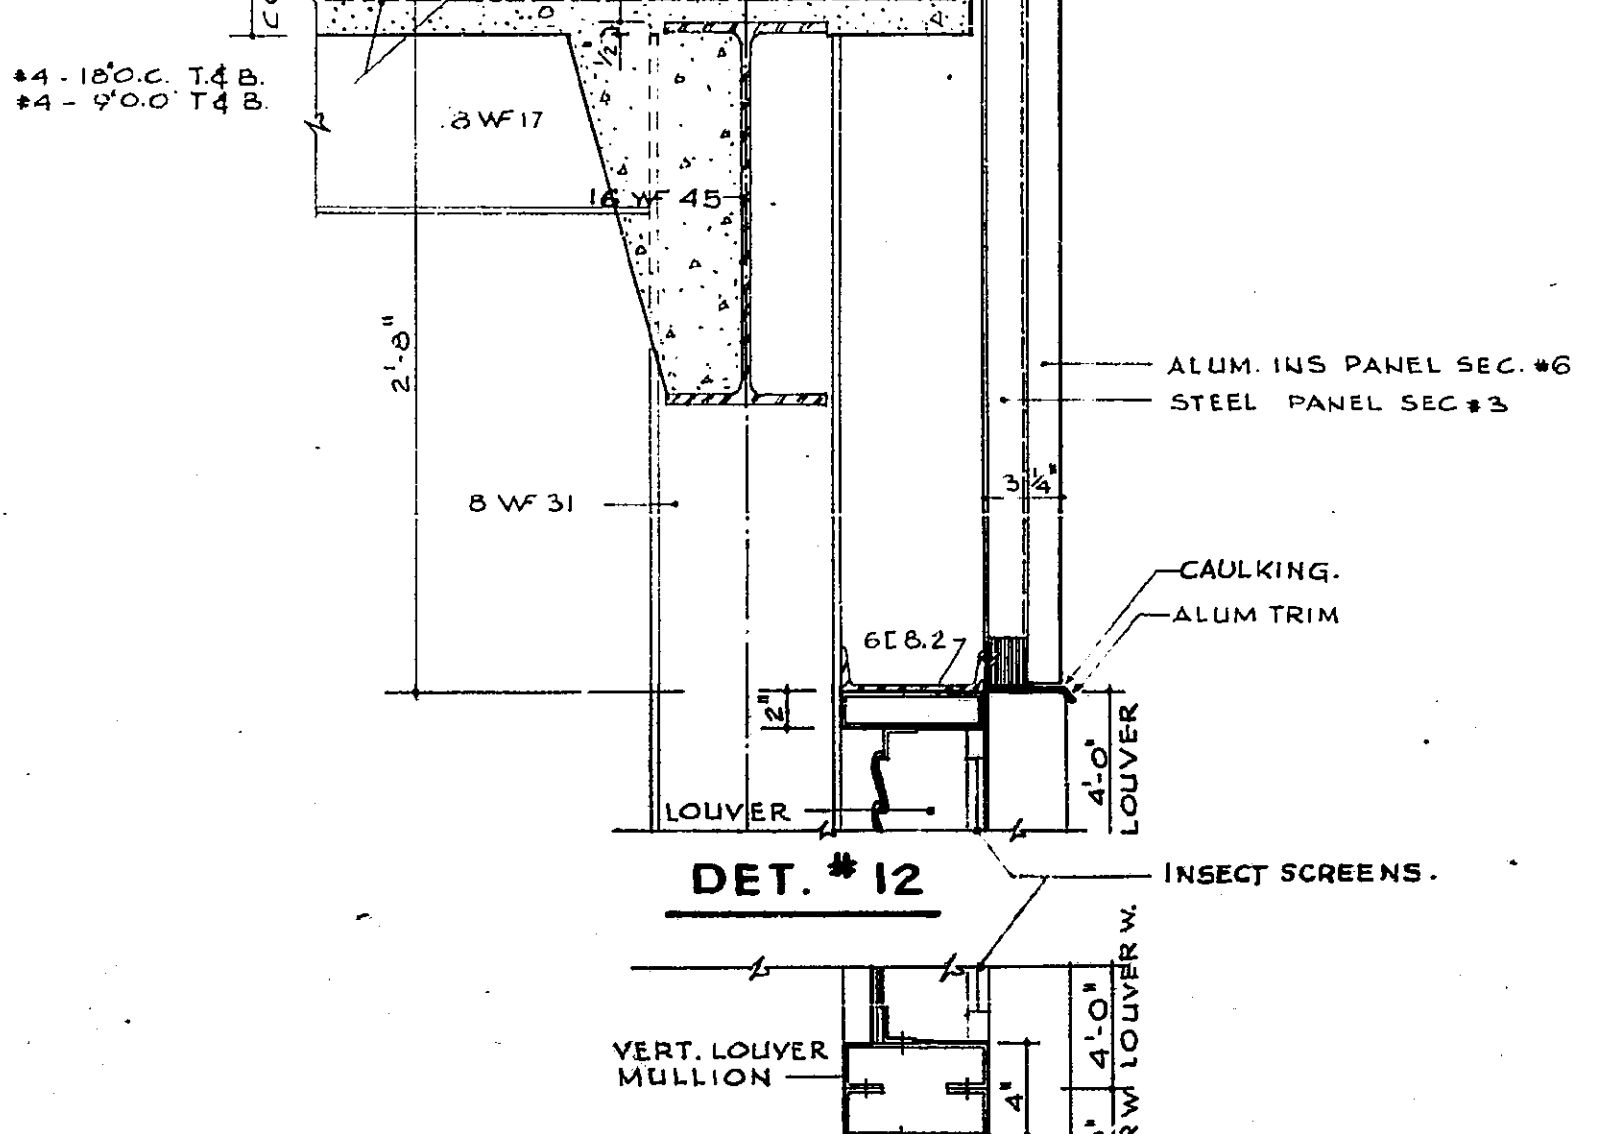 #4 - 18"O.C. T.& B.
#4 - 9"O.O. T & B.
1/2"
8 WF 17
16 WF 45
2'-8"
ALUM. INS PANEL SEC. #6
STEEL PANEL SEC #3
3 1/4"
8 WF 31
CAULKING.
ALUM TRIM
6[8.2
2"
4'-0"
LOUVER
LOUVER
DET. #12
INSECT SCREENS.
LOUVER W.
4'-0"
VERT. LOUVER
MULLION
4"